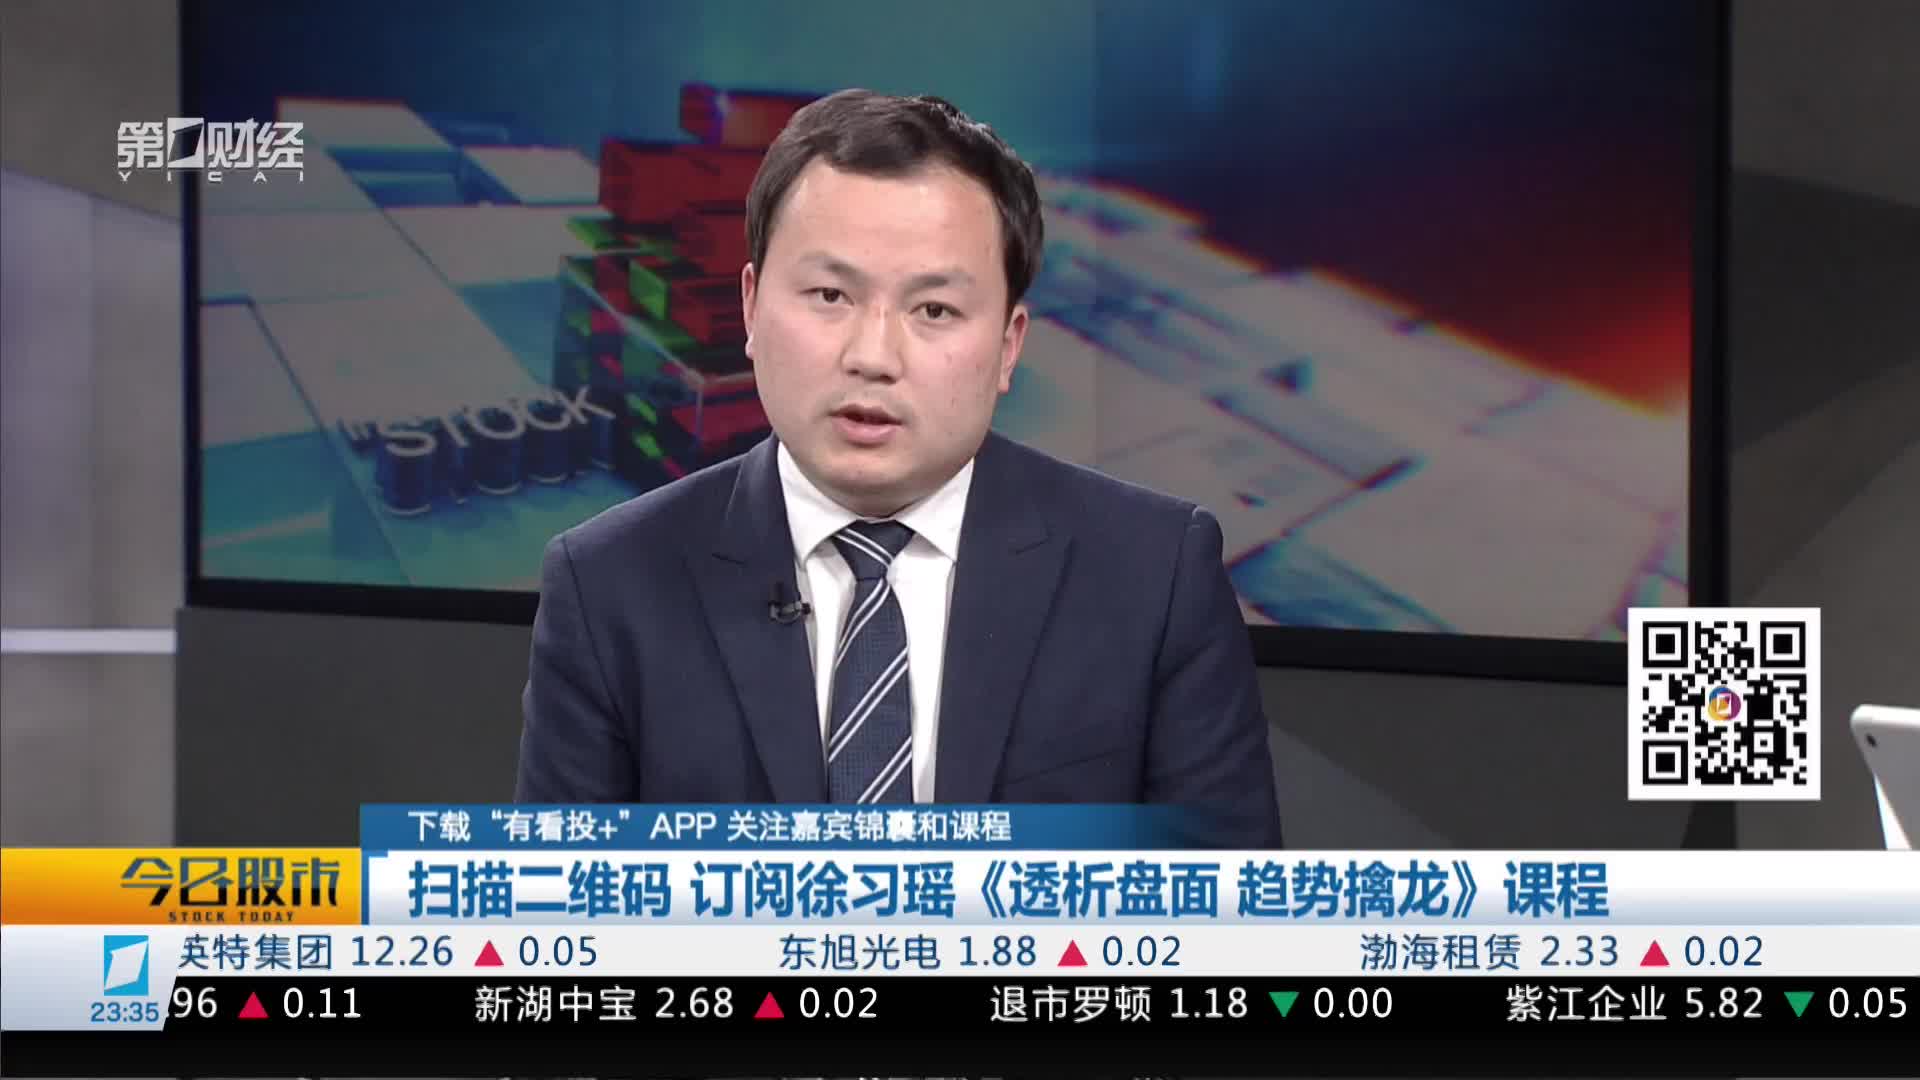 第一财经
YICAI
STOCK
下载“有看投+”APP 关注嘉宾锦囊和课程
今日股市
STOCK TODAY
扫描二维码 订阅徐习瑶《透析盘面 趋势擒龙》课程
英特集团 12.26 ▲ 0.05 东旭光电 1.88 ▲ 0.02 渤海租赁 2.33 ▲ 0.02
23:35
96 ▲ 0.11 新湖中宝 2.68 ▲ 0.02 退市罗顿 1.18 ▼ 0.00 紫江企业 5.82 ▼ 0.05